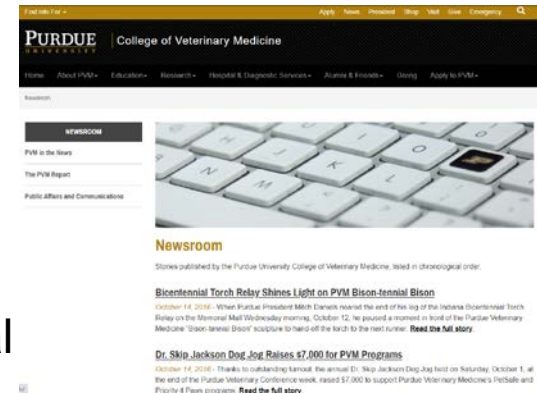 Find Info For
Apply News President Shop Visit Give Emergency
PURDUE
UNIVERSITY
College of Veterinary Medicine
Home About PVM Education Research Hospital & Diagnostic Services Alumni & Friends Giving Apply to PVM
Newsroom
NEWSROOM
PVM in the News
The PVM Report
Public Affairs and Communications
N M J K L I O P
Newsroom
Stories published by the Purdue University College of Veterinary Medicine, listed in chronological order.
Bicentennial Torch Relay Shines Light on PVM Bison-tennial Bison
October 14, 2016 - When Purdue President Mitch Daniels neared the end of his leg of the Indiana Bicentennial Torch
Relay on the Memorial Mall Wednesday morning, October 12, he paused a moment in front of the Purdue Veterinary
Medicine "Bison-tennial Bison" sculpture to hand-off the torch to the next runner. Read the full story.
Dr. Skip Jackson Dog Jog Raises $7,000 for PVM Programs
October 14, 2016 - Thanks to outstanding turnout, the annual Dr. Skip Jackson Dog Jog held on Saturday, October 1, at
the end of the Purdue Veterinary Conference week, raised $7,000 to support Purdue Veterinary Medicine's PetSafe and
Priority 4 Paws programs. Read the full story.